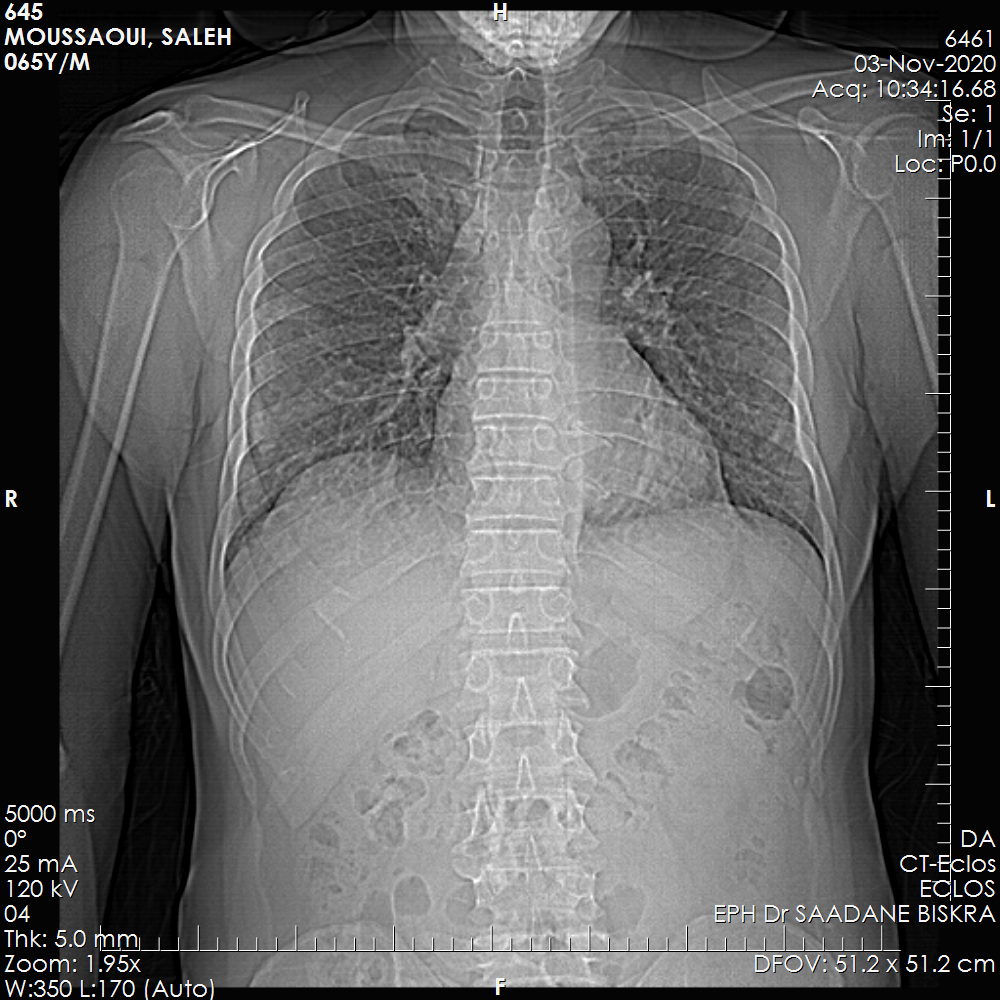 645
MOUSSAOUI, SALEH
065Y/M
H
6461
03-Nov-2020
Acq: 10:34:16.68
Se: 1
Im: 1/1
Loc: P0.0
R
L
5000 ms
0°
25 mA
120 kV
04
Thk: 5.0 mm
Zoom: 1.95x
W:350 L:170 (Auto)
F
DA
CT-Eclos
ECLOS
EPH Dr SAADANE BISKRA
DFOV: 51.2 x 51.2 cm